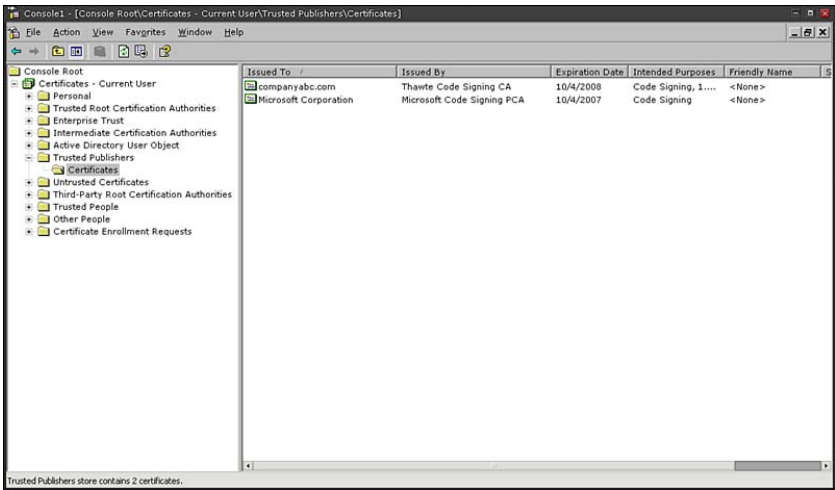 Console1 - [Console Root\Certificates - Current User\Trusted Publishers\Certificates]
File Action View Favorites Window Help
Console Root
Certificates - Current User
Personal
Trusted Root Certification Authorities
Enterprise Trust
Intermediate Certification Authorities
Active Directory User Object
Trusted Publishers
Certificates
Untrusted Certificates
Third-Party Root Certification Authorities
Trusted People
Other People
Certificate Enrollment Requests
Issued To Issued By Expiration Date Intended Purposes Friendly Name S
companyabc.com Thawte Code Signing CA 10/4/2008 Code Signing, 1.... <None>
Microsoft Corporation Microsoft Code Signing PCA 10/4/2007 Code Signing <None>
Trusted Publishers store contains 2 certificates.